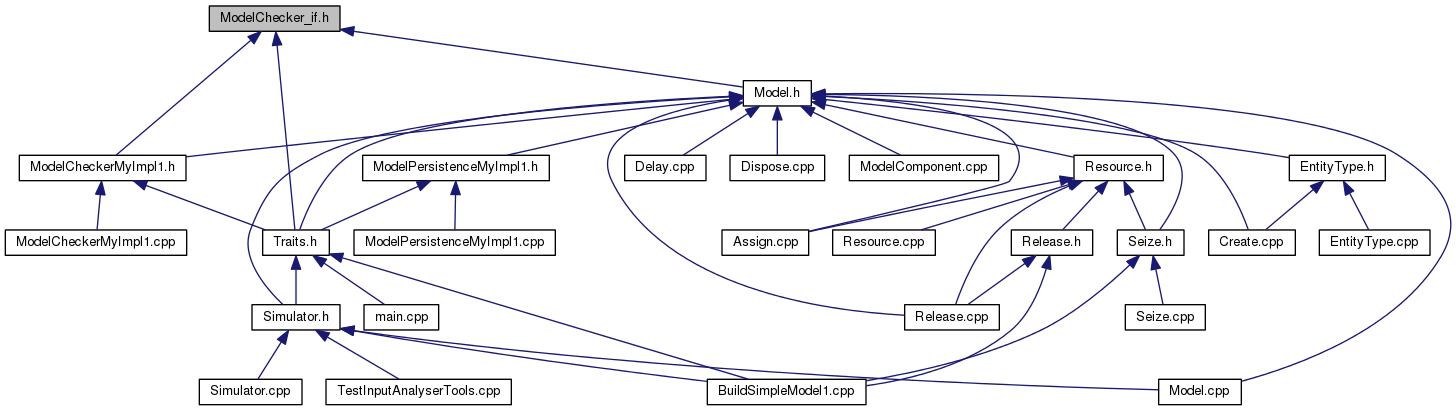 ModelChecker_if.h
Model.h
ModelCheckerMyImpl1.h
ModelPersistenceMyImpl1.h
Delay.cpp
Dispose.cpp
ModelComponent.cpp
Resource.h
EntityType.h
ModelCheckerMyImpl1.cpp
Traits.h
ModelPersistenceMyImpl1.cpp
Assign.cpp
Resource.cpp
Release.h
Seize.h
Create.cpp
EntityType.cpp
Simulator.h
main.cpp
Release.cpp
Seize.cpp
Simulator.cpp
TestInputAnalyserTools.cpp
BuildSimpleModel1.cpp
Model.cpp